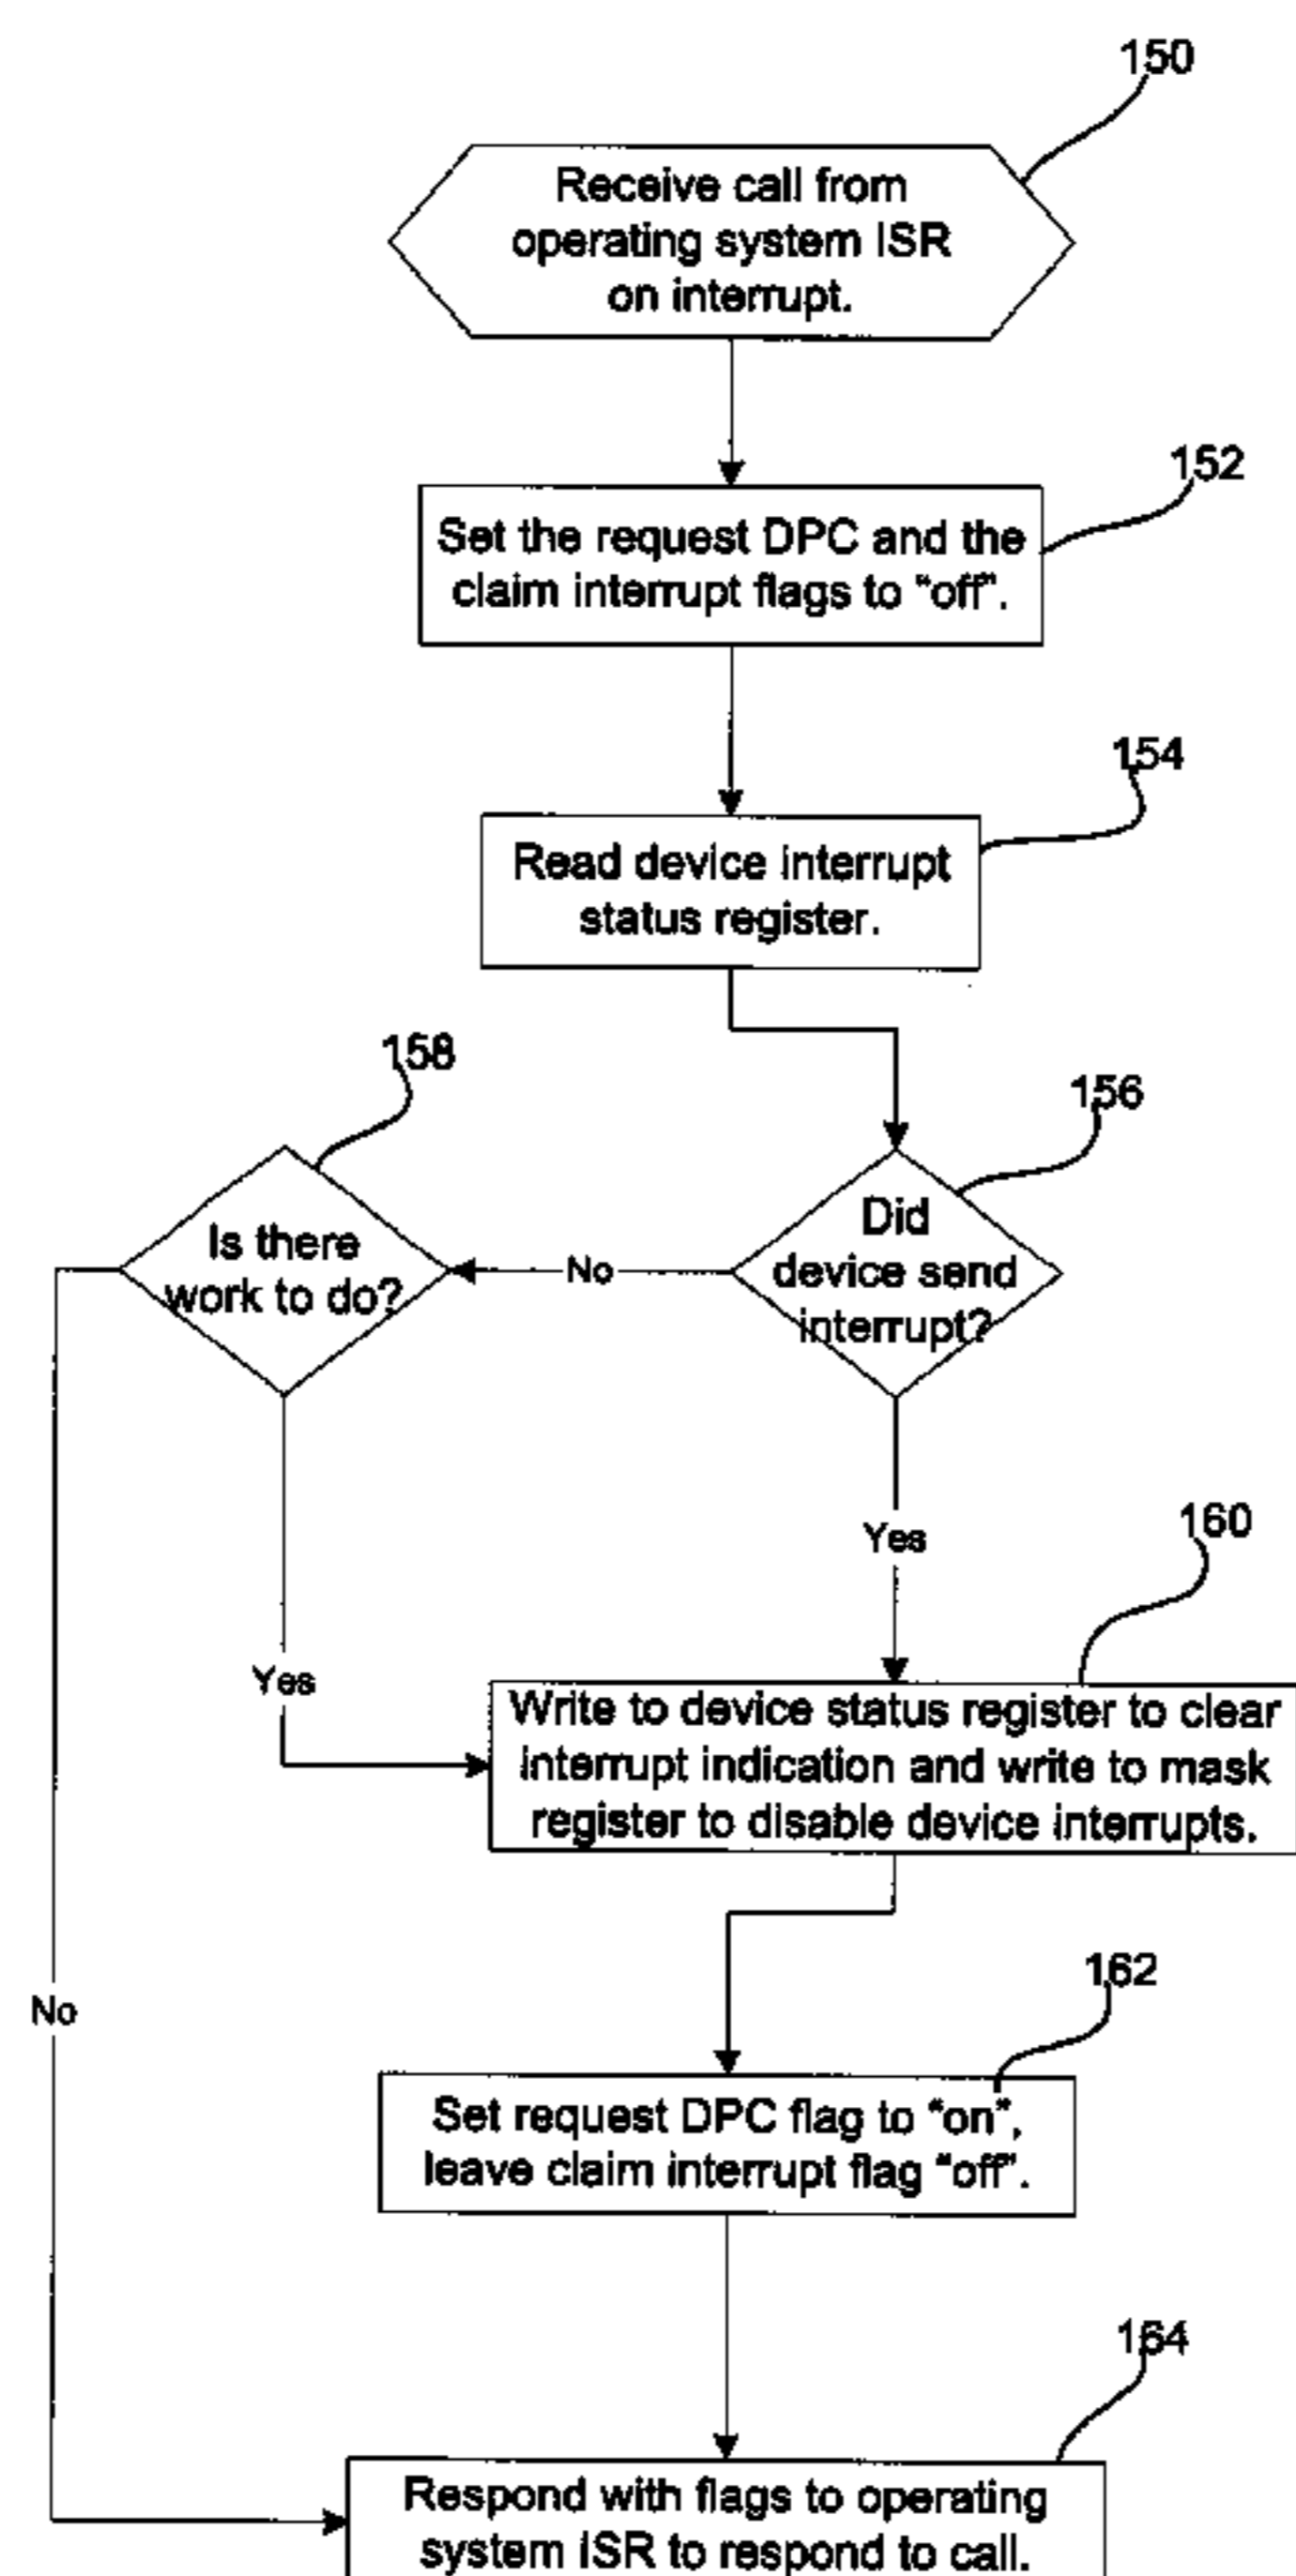 150
Receive call from
operating system ISR
on interrupt.
152
Set the request DPC and the
claim interrupt flags to “off”.
154
Read device interrupt
status register.
158
156
Is there
work to do?
No
Did
device send
interrupt?
160
Yes
Yes
Write to device status register to clear
interrupt indication and write to mask
register to disable device interrupts.
162
No
Set request DPC flag to “on”,
leave claim interrupt flag “off”.
164
Respond with flags to operating
system ISR to respond to call.